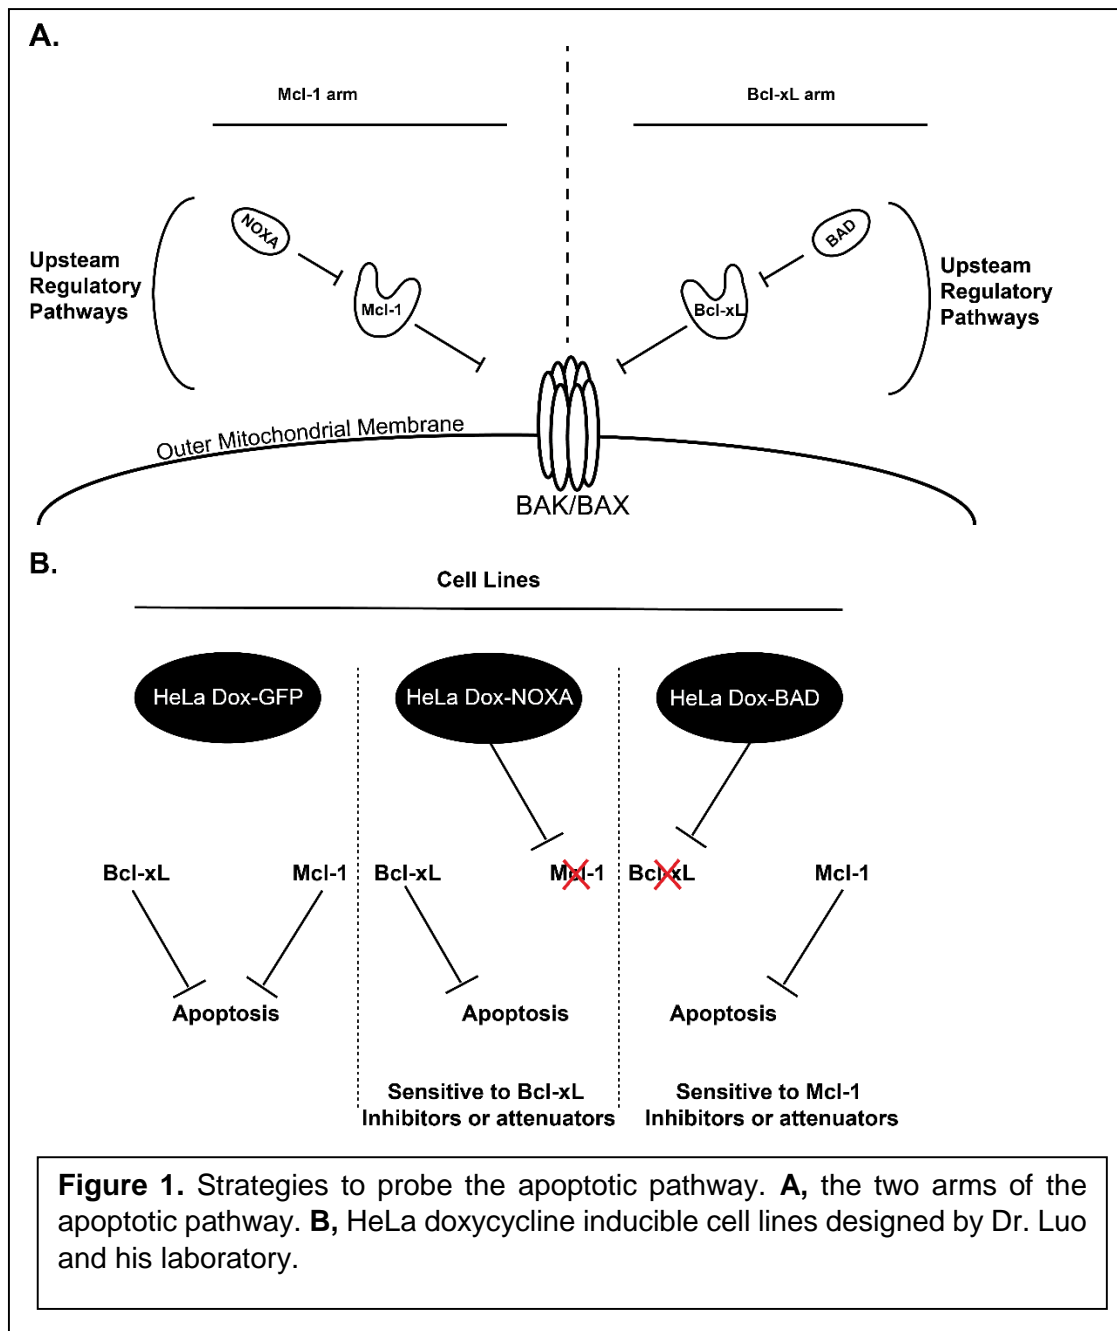 A.
Mcl-1 arm
Bcl-xL arm
NOXA
BAD
Upsteam
Regulatory
Pathways
Mcl-1
Bcl-xL
Upsteam
Regulatory
Pathways
Outer Mitochondrial Membrane
BAK/BAX
B.
Cell Lines
HeLa Dox-GFP
HeLa Dox-NOXA
HeLa Dox-BAD
Bcl-xL
Mcl-1
Bcl-xL
Mcl-1
Bcl-xL
Mcl-1
Apoptosis
Apoptosis
Apoptosis
Sensitive to Bcl-xL
Inhibitors or attenuators
Sensitive to Mcl-1
Inhibitors or attenuators
Figure 1. Strategies to probe the apoptotic pathway. A, the two arms of the
apoptotic pathway. B, HeLa doxycycline inducible cell lines designed by Dr. Luo
and his laboratory.